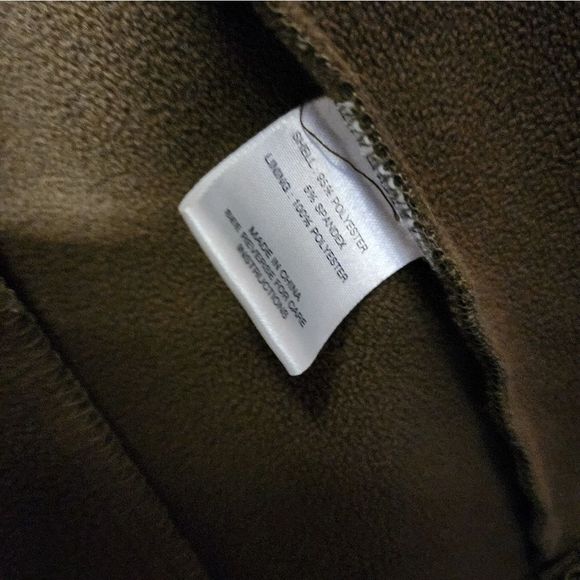 SHELL : 95% POLYESTER
5% SPANDEX
LINING : 100% POLYESTER
MADE IN CHINA
SEE REVERSE FOR CARE
INSTRUCTIONS